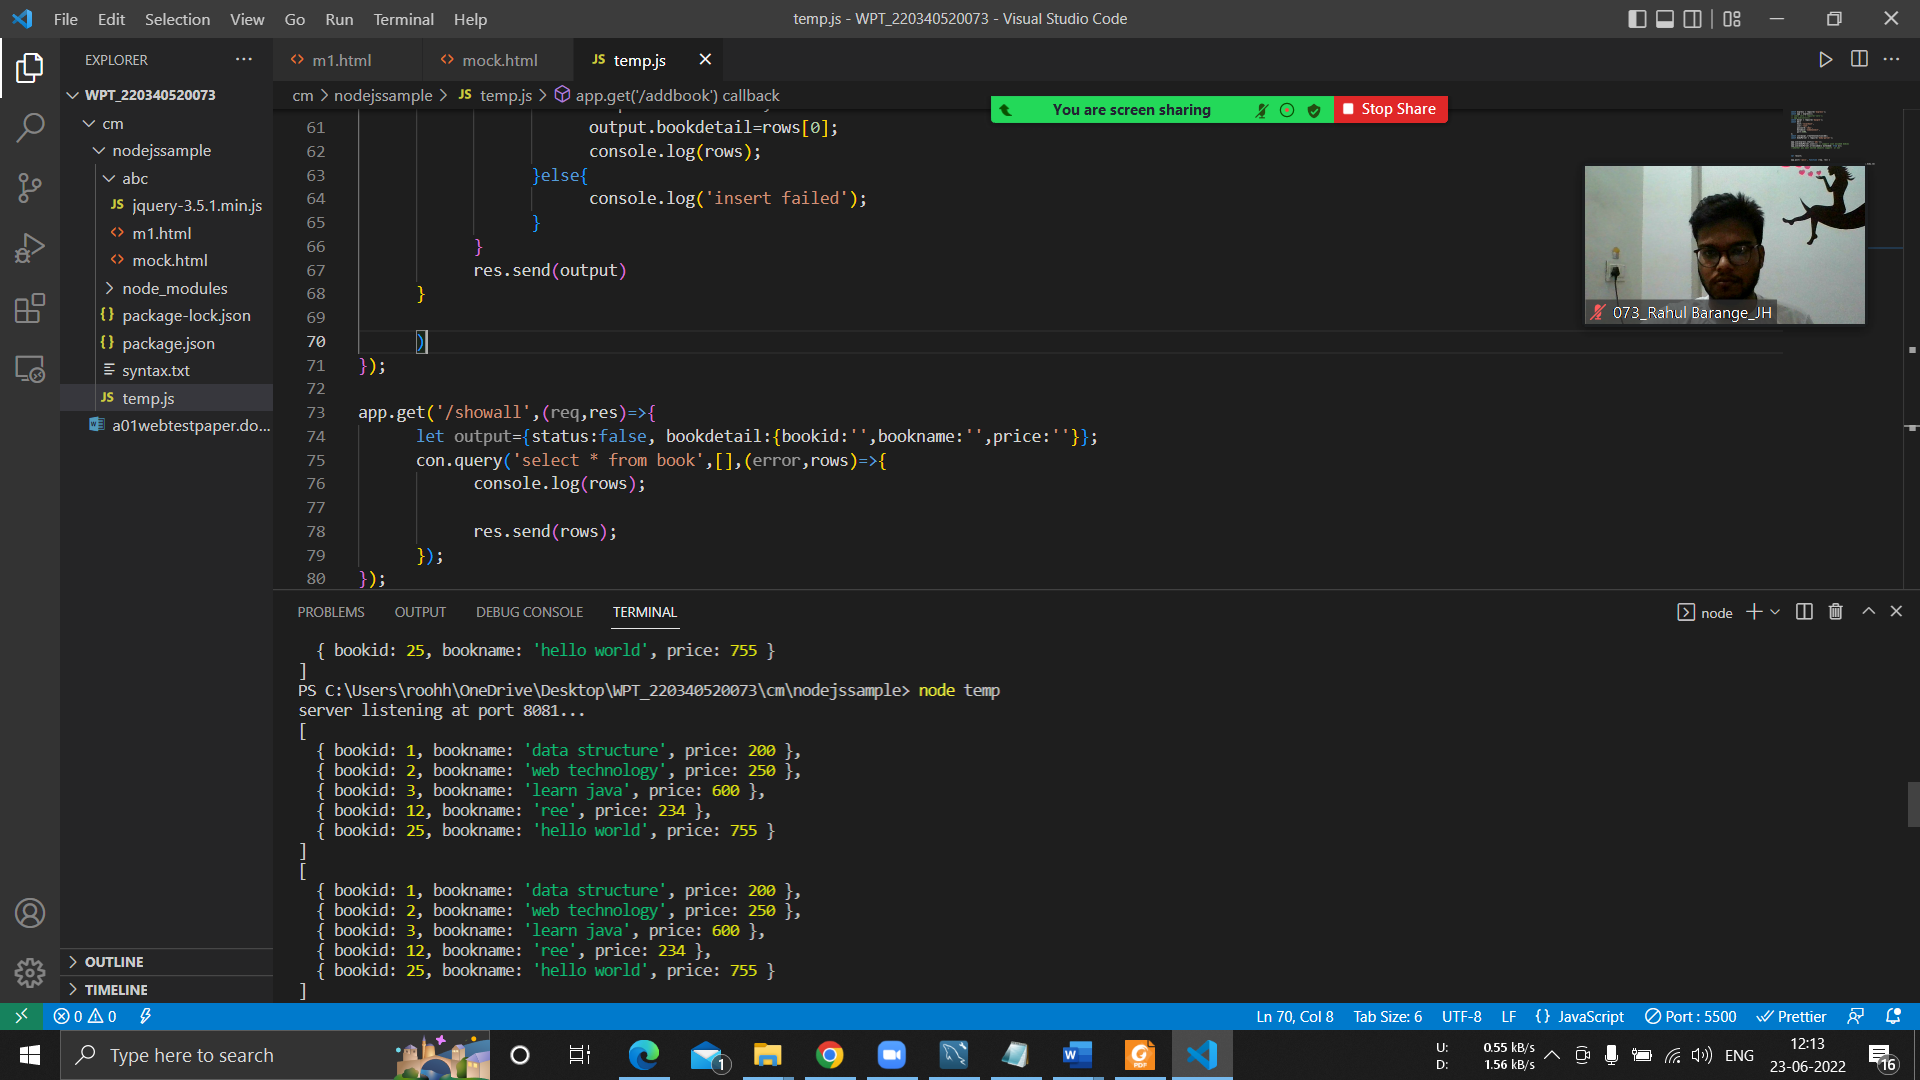 File Edit Selection View Go Run Terminal Help
temp.js - WPT_220340520073 - Visual Studio Code
EXPLORER
WPT_220340520073
cm
nodejssample
abc
JS jquery-3.5.1.min.js
<> m1.html
<> mock.html
node_modules
{} package-lock.json
{} package.json
syntax.txt
JS temp.js
a01webtestpaper.do...
OUTLINE
TIMELINE
<> m1.html <> mock.html JS temp.js
cm > nodejssample > JS temp.js > app.get('/addbook') callback
You are screen sharing Stop Share
073_Rahul Barange_JH
61 output.bookdetail=rows[0];
62 console.log(rows);
63 }else{
64 console.log('insert failed');
65 }
66 }
67 res.send(output)
68 }
69
70 )
71 });
72
73 app.get('/showall',(req,res)=>{
74 let output={status:false, bookdetail:{bookid:'',bookname:'',price:''}};
75 con.query('select * from book',[],(error,rows)=>{
76 console.log(rows);
77
78 res.send(rows);
79 });
80 });
PROBLEMS OUTPUT DEBUG CONSOLE TERMINAL
node
{ bookid: 25, bookname: 'hello world', price: 755 }
]
PS C:\Users\roohh\OneDrive\Desktop\WPT_220340520073\cm\nodejssample> node temp
server listening at port 8081...
[
{ bookid: 1, bookname: 'data structure', price: 200 },
{ bookid: 2, bookname: 'web technology', price: 250 },
{ bookid: 3, bookname: 'learn java', price: 600 },
{ bookid: 12, bookname: 'ree', price: 234 },
{ bookid: 25, bookname: 'hello world', price: 755 }
]
[
{ bookid: 1, bookname: 'data structure', price: 200 },
{ bookid: 2, bookname: 'web technology', price: 250 },
{ bookid: 3, bookname: 'learn java', price: 600 },
{ bookid: 12, bookname: 'ree', price: 234 },
{ bookid: 25, bookname: 'hello world', price: 755 }
]
0 0 Ln 70, Col 8 Tab Size: 6 UTF-8 LF {} JavaScript Port : 5500 Prettier
Type here to search
1
U: 0.55 kB/s
D: 1.56 kB/s
ENG
12:13
23-06-2022
16